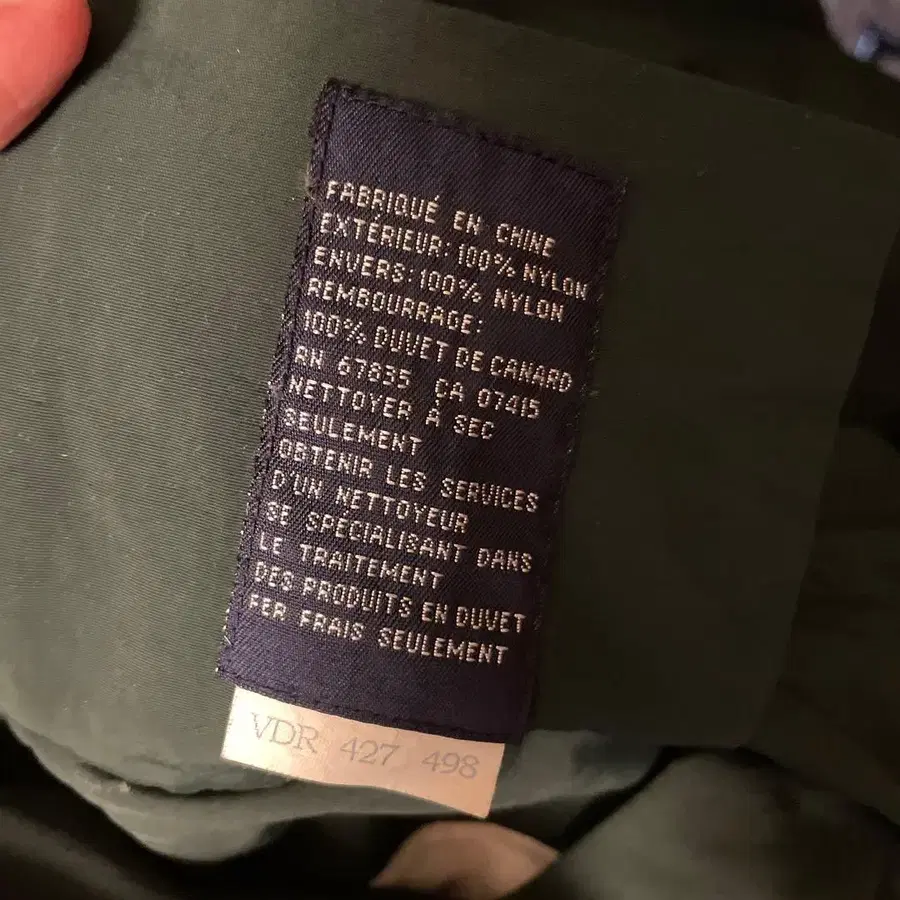 FABRIQUÉ EN CHINE
EXTÉRIEUR: 100% NYLON
ENVERS: 100% NYLON
REMBOURRAGE:
100% DUVET DE CANARD
RN 67835 CA 07415
NETTOYER À SEC
SEULEMENT
OBTENIR LES SERVICES
D'UN NETTOYEUR
SE SPÉCIALISANT DANS
LE TRAITEMENT
DES PRODUITS EN DUVET
FER FRAIS SEULEMENT
VDR 427 498